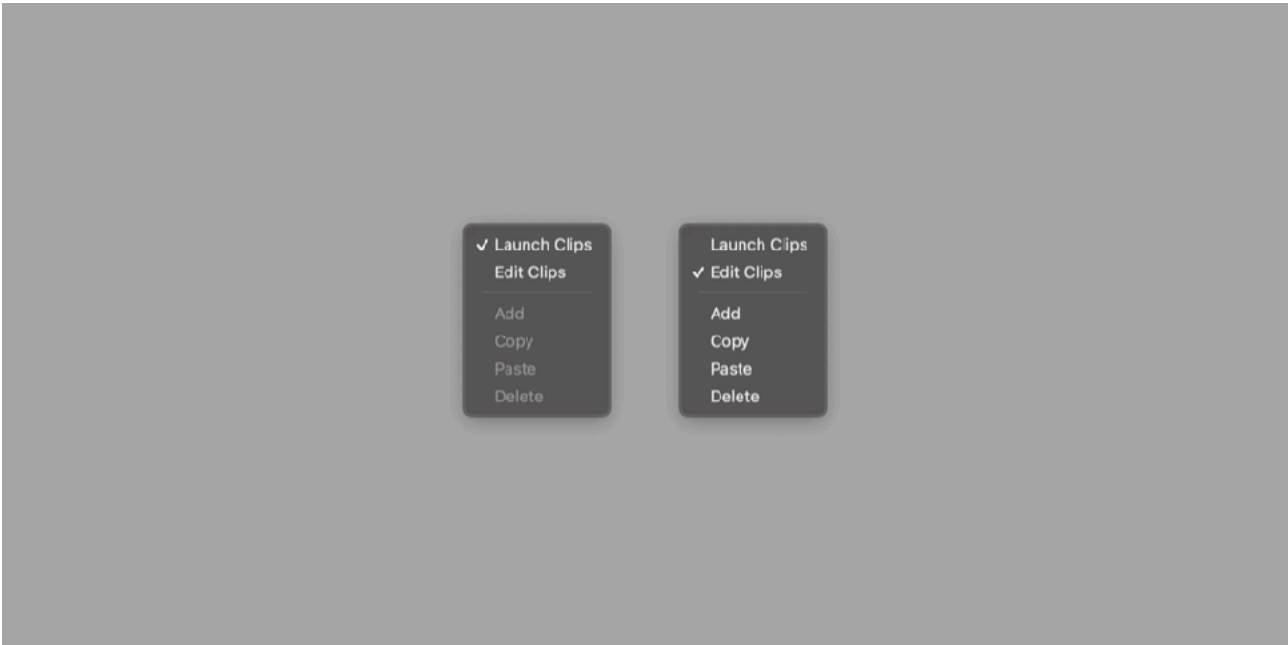 ✓ Launch Clips
Edit Clips
Add
Copy
Paste
Delete
Launch Clips
✓ Edit Clips
Add
Copy
Paste
Delete